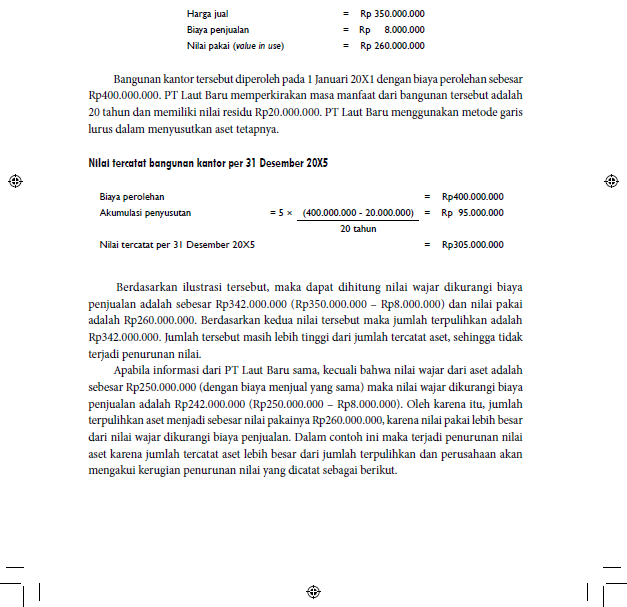 Harga jual = Rp 350.000.000
Biaya penjualan = Rp 8.000.000
Nilai pakai (value in use) = Rp 260.000.000
Bangunan kantor tersebut diperoleh pada 1 Januari 20X1 dengan biaya perolehan sebesar
Rp400.000.000. PT Laut Baru memperkirakan masa manfaat dari bangunan tersebut adalah
20 tahun dan memiliki nilai residu Rp20.000.000. PT Laut Baru menggunakan metode garis
lurus dalam menyusutkan aset tetapnya.
Nilai tercatat bangunan kantor per 31 Desember 20X5
Biaya perolehan = Rp400.000.000
Akumulasi penyusutan = 5 × (400.000.000 - 20.000.000) = Rp 95.000.000
20 tahun
Nilai tercatat per 31 Desember 20X5 = Rp305.000.000
Berdasarkan ilustrasi tersebut, maka dapat dihitung nilai wajar dikurangi biaya
penjualan adalah sebesar Rp342.000.000 (Rp350.000.000 – Rp8.000.000) dan nilai pakai
adalah Rp260.000.000. Berdasarkan kedua nilai tersebut maka jumlah terpulihkan adalah
Rp342.000.000. Jumlah tersebut masih lebih tinggi dari jumlah tercatat aset, sehingga tidak
terjadi penurunan nilai.
Apabila informasi dari PT Laut Baru sama, kecuali bahwa nilai wajar dari aset adalah
sebesar Rp250.000.000 (dengan biaya menjual yang sama) maka nilai wajar dikurangi biaya
penjualan adalah Rp242.000.000 (Rp250.000.000 – Rp8.000.000). Oleh karena itu, jumlah
terpulihkan aset menjadi sebesar nilai pakainya Rp260.000.000, karena nilai pakai lebih besar
dari nilai wajar dikurangi biaya penjualan. Dalam contoh ini maka terjadi penurunan nilai
aset karena jumlah tercatat aset lebih besar dari jumlah terpulihkan dan perusahaan akan
mengakui kerugian penurunan nilai yang dicatat sebagai berikut.